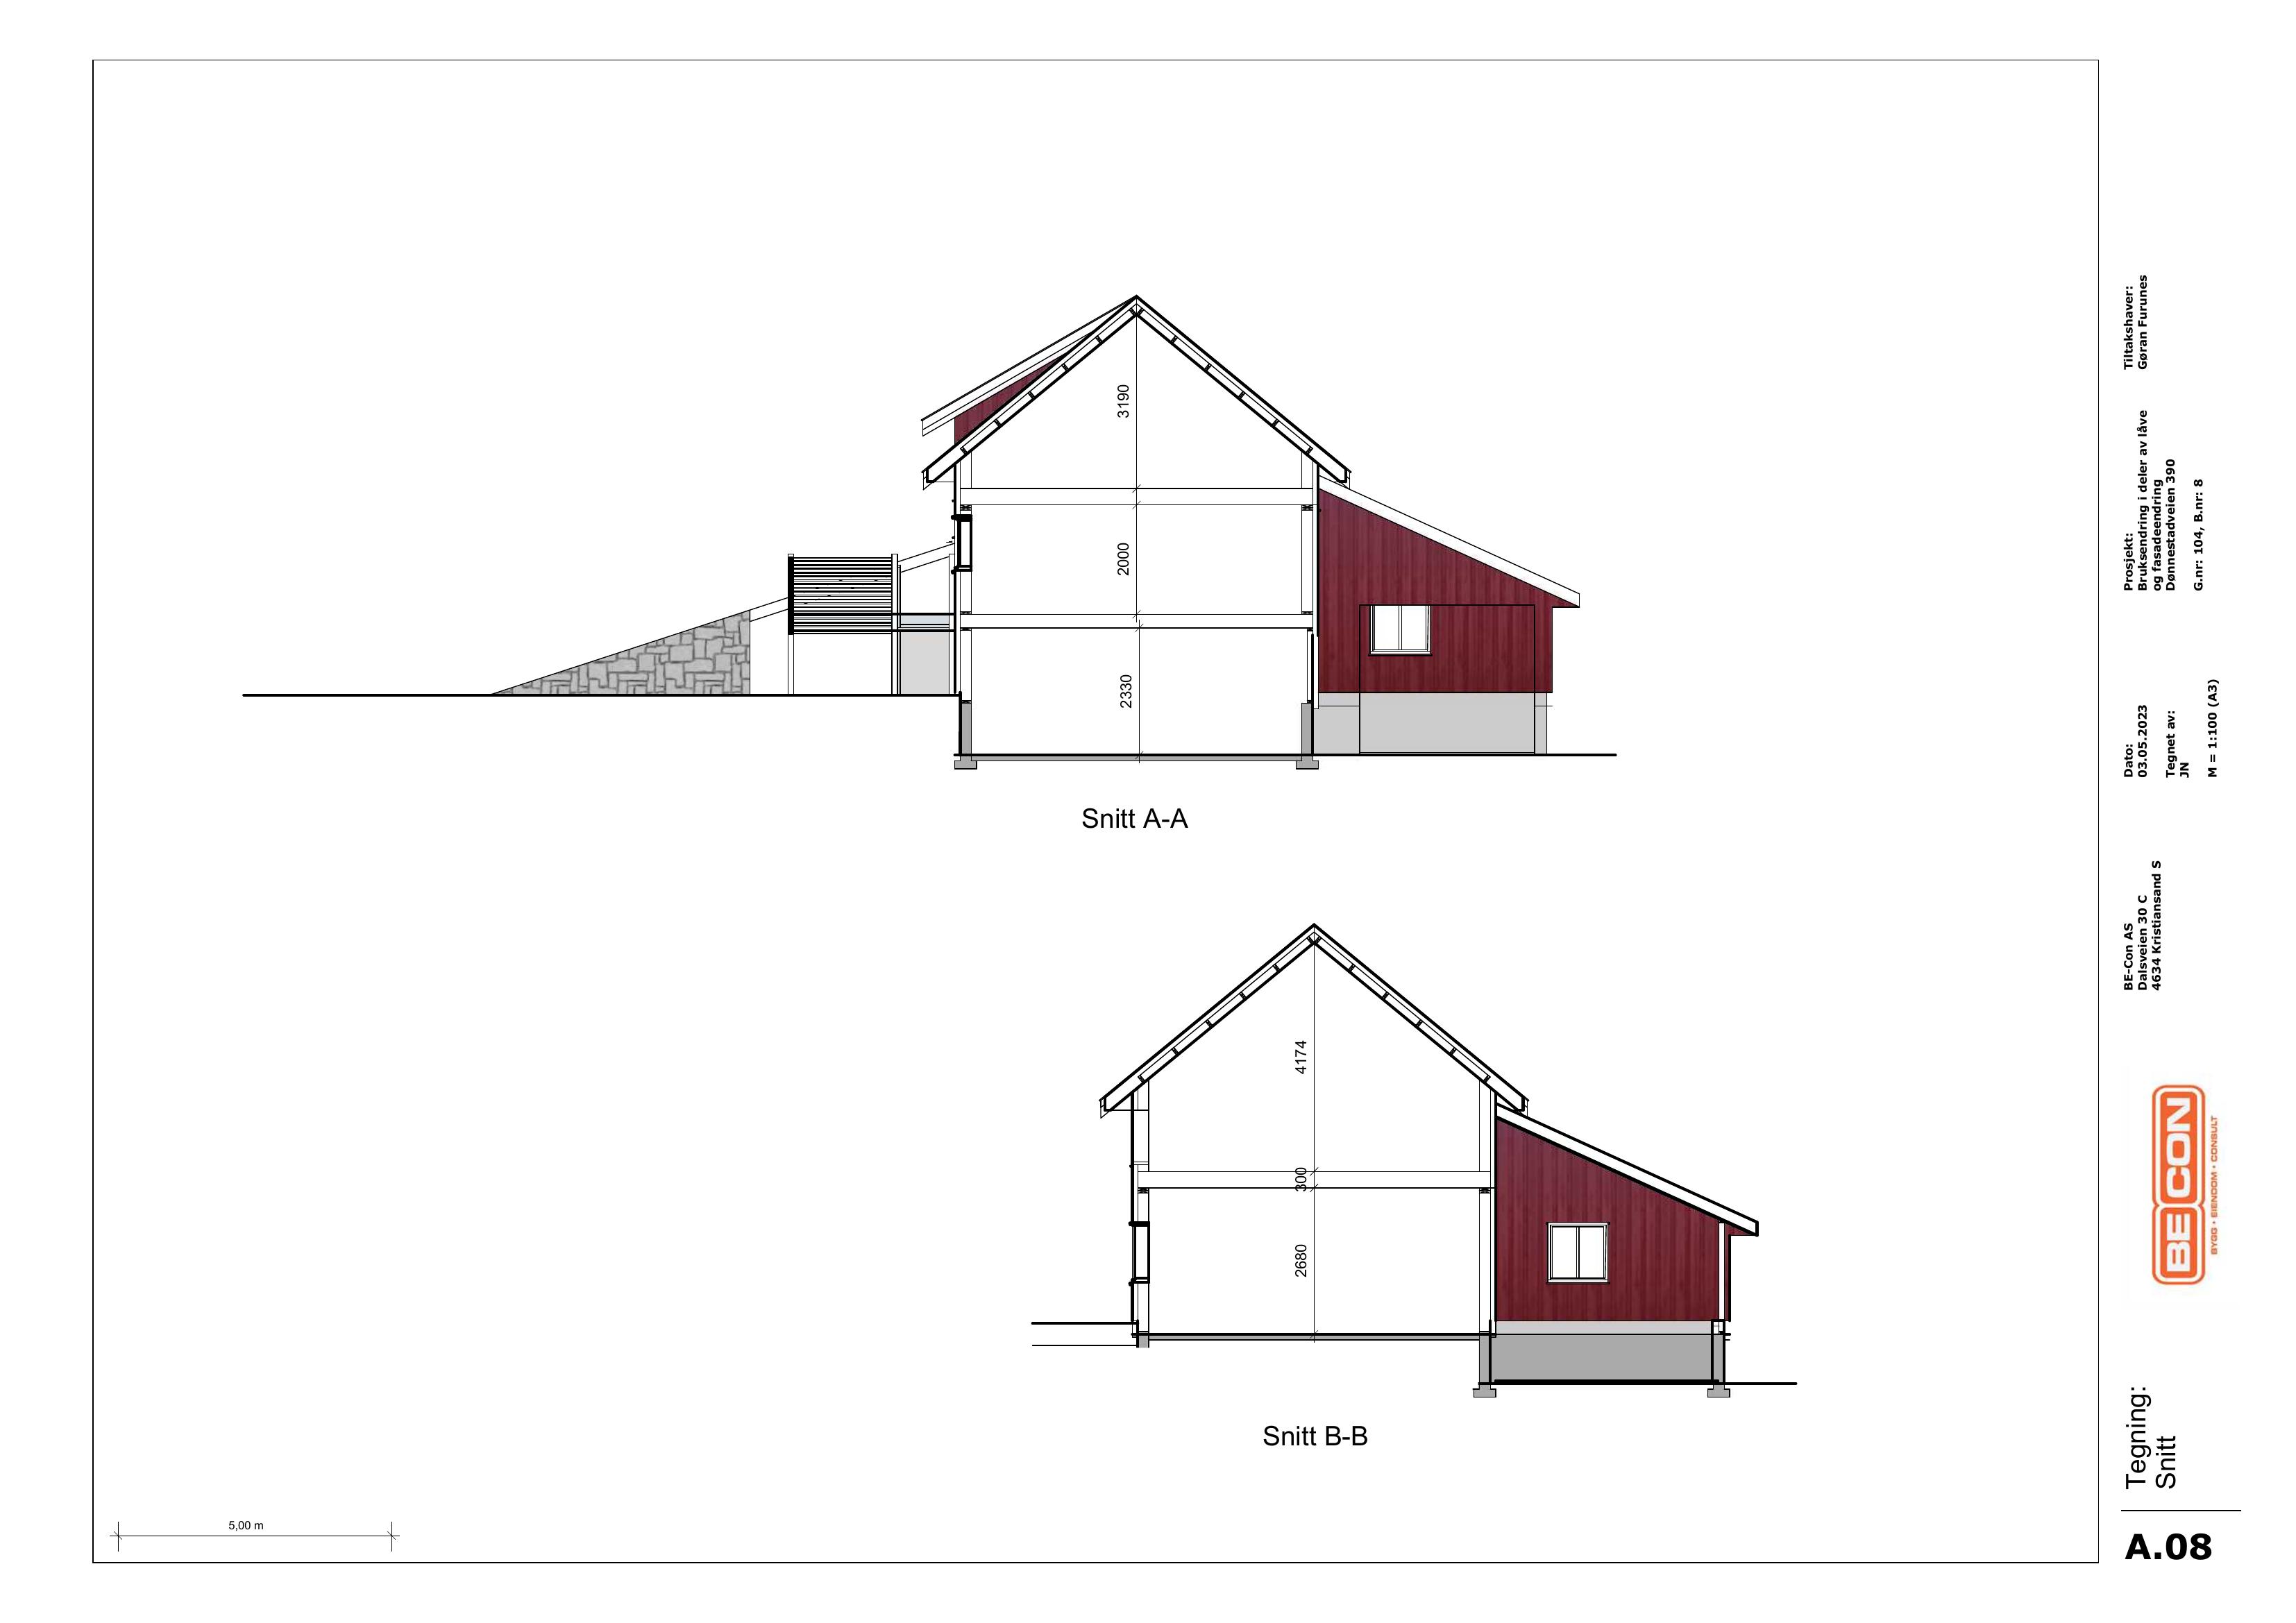 3190
2000
2330
Snitt A-A
4174
300
2680
Snitt B-B
5,00 m
Tiltakshaver:
Gøran Furunes
Prosjekt:
Bruksendring i deler av låve
og fasadeendring
Dønnestadveien 390
G.nr: 104, B.nr: 8
Dato:
03.05.2023
Tegnet av:
JN
M = 1:100 (A3)
BE-Con AS
Dalsveien 30 C
4634 Kristiansand S
BE CON
BYGG • EIENDOM • CONSULT
Tegning:
Snitt
A.08